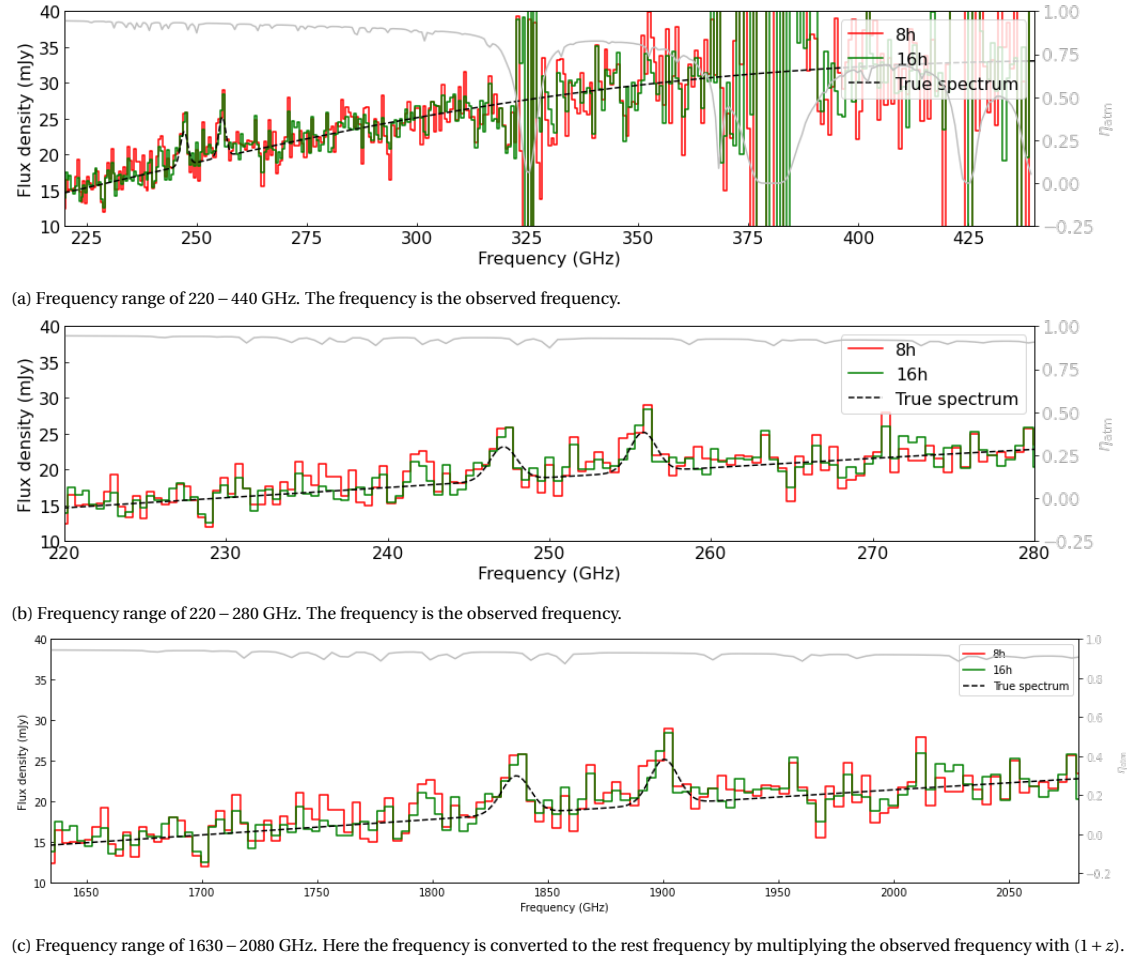 40
35
30
25
20
15
10
Flux density (mJy)
1.00
0.75
0.50
0.25
0.00
−0.25
ηatm
8h
16h
True spectrum
225 250 275 300 325 350 375 400 425
Frequency (GHz)
(a) Frequency range of 220 – 440 GHz. The frequency is the observed frequency.
40
35
30
25
20
15
10
Flux density (mJy)
1.00
0.75
0.50
0.25
0.00
−0.25
ηatm
8h
16h
True spectrum
220 230 240 250 260 270 280
Frequency (GHz)
(b) Frequency range of 220 – 280 GHz. The frequency is the observed frequency.
40
35
30
25
20
15
10
Flux density (mJy)
1.0
0.8
0.6
0.4
0.2
0.0
−0.2
ηatm
8h
16h
True spectrum
1650 1700 1750 1800 1850 1900 1950 2000 2050
Frequency (GHz)
(c) Frequency range of 1630 – 2080 GHz. Here the frequency is converted to the rest frequency by multiplying the observed frequency with (1 + z).